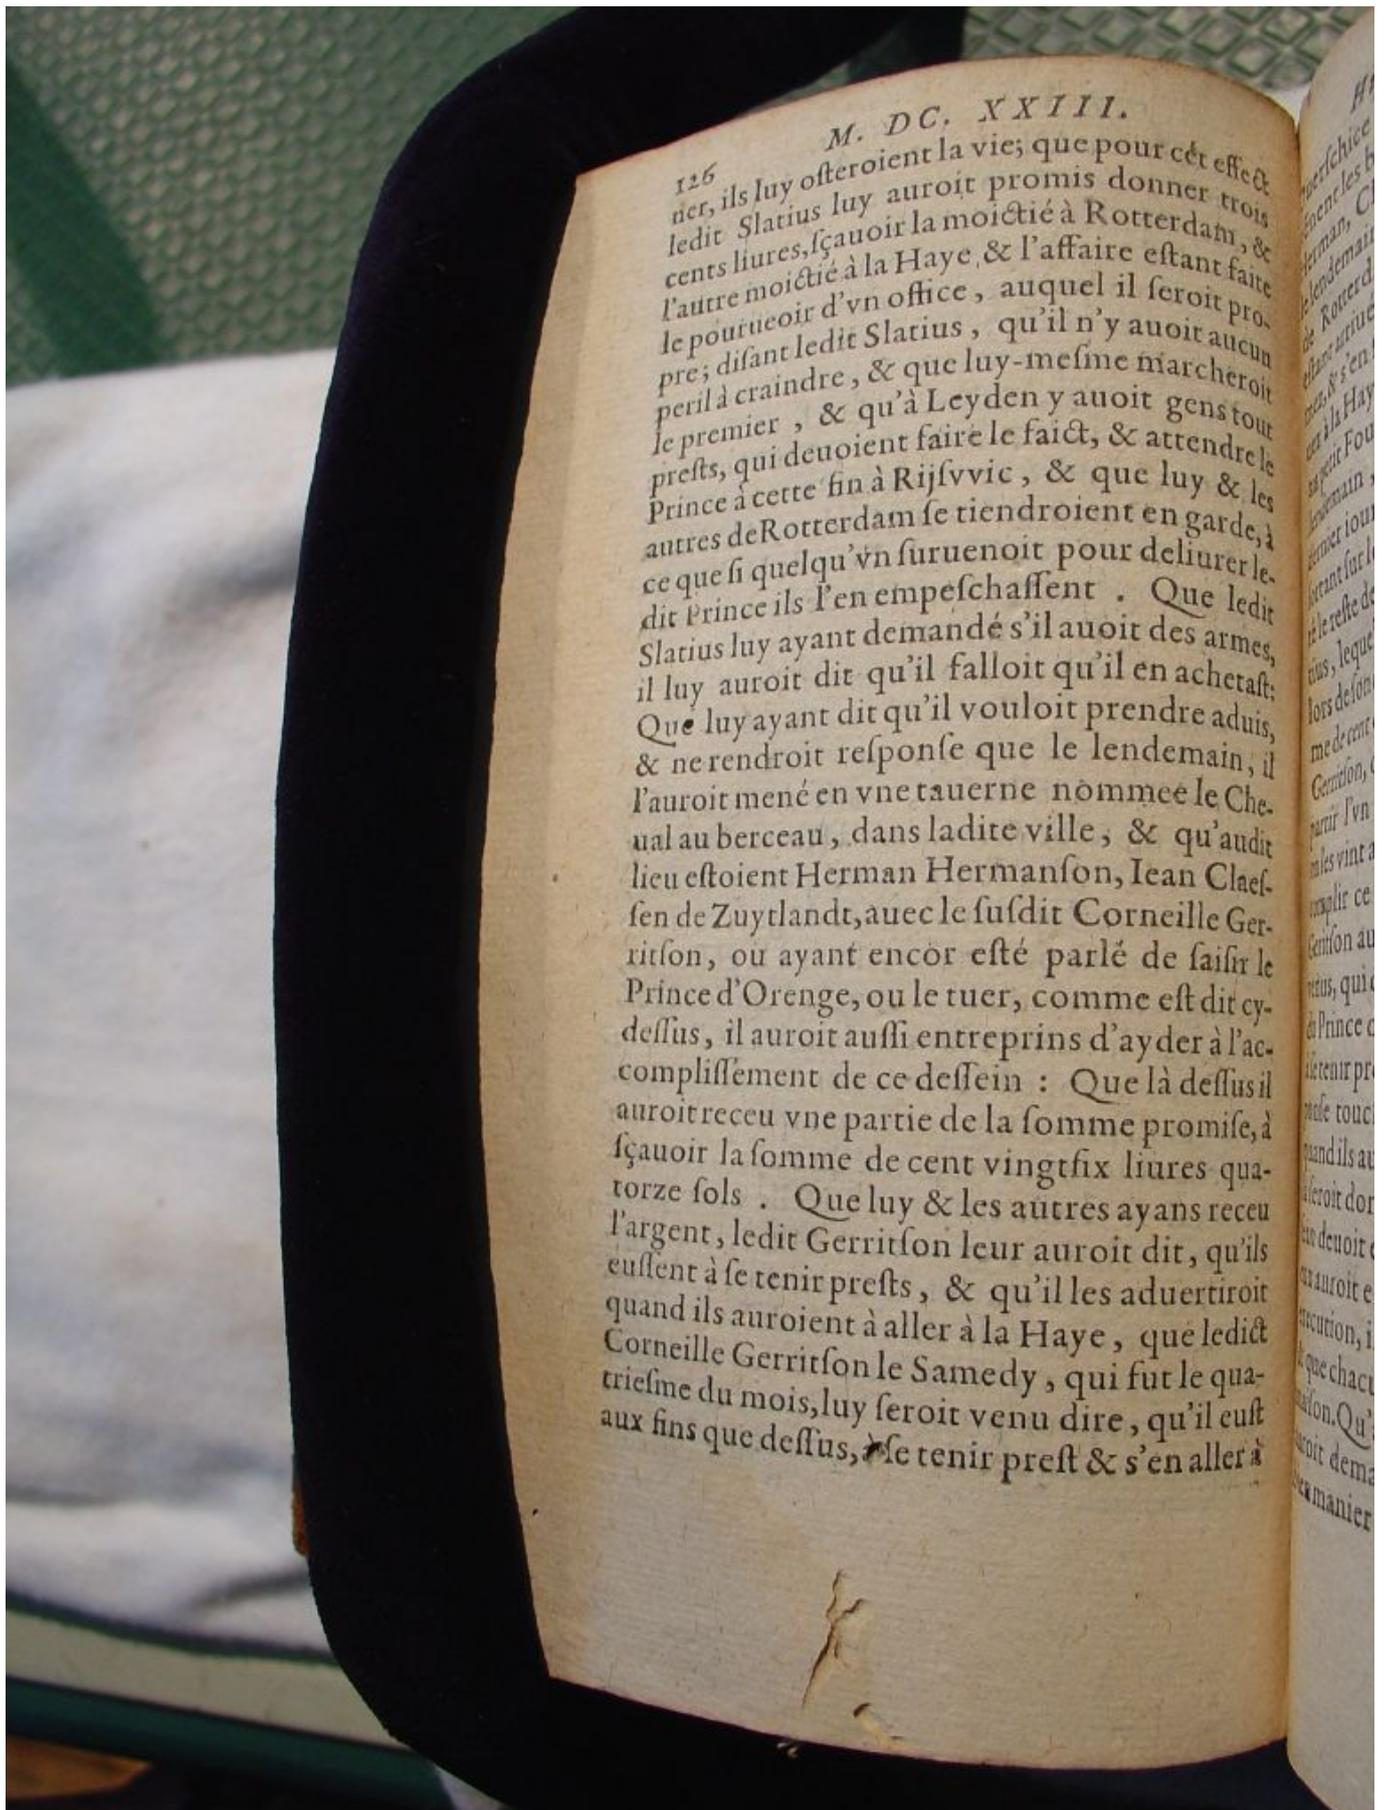 M. DC. XXIII.
126
ner, ils luy oſteroient la vie; que pour cét effect
ledit Slatius luy auroit promis donner trois
cents liures, ſçauoir la moictié à Rotterdam, &
l'autre moictié à la Haye, & l'affaire eſtant faite
le pourueoir d'vn office, auquel il ſeroit pro-
pre; diſant ledit Slatius, qu'il n'y auoit aucun
peril à craindre, & que luy-meſme marcheroit
le premier, & qu'à Leyden y auoit gens tout
preſts, qui deuoient faire le faict, & attendre le
Prince à cette fin à Rijſvvic, & que luy & les
autres de Rotterdam ſe tiendroient en garde, à
ce que ſi quelqu'vn ſuruenoit pour deliurer le-
dit Prince ils l'en empeſchaſſent. Que ledit
Slatius luy ayant demandé s'il auoit des armes,
il luy auroit dit qu'il falloit qu'il en achetaſt:
Que luy ayant dit qu'il vouloit prendre aduis,
& ne rendroit reſponſe que le lendemain, il
l'auroit mené en vne tauerne nommee le Che-
ual au berceau, dans ladite ville, & qu'audit
lieu eſtoient Herman Hermanſon, Iean Claeſ-
ſen de Zuytlandt, auec le ſuſdit Corneille Ger-
ritſon, ou ayant encor eſté parlé de ſaiſir le
Prince d'Orenge, ou le tuer, comme eſt dit cy-
deſſus, il auroit auſſi entreprins d'ayder à l'ac-
compliſſement de ce deſſein : Que là deſſus il
auroit receu vne partie de la ſomme promiſe, à
ſçauoir la ſomme de cent vingtſix liures qua-
torze ſols. Que luy & les autres ayans receu
l'argent, ledit Gerritſon leur auroit dit, qu'ils
euſſent à ſe tenir preſts, & qu'il les aduertiroit
quand ils auroient à aller à la Haye, que ledict
Corneille Gerritſon le Samedy, qui fut le qua-
trieſme du mois, luy ſeroit venu dire, qu'il euſt
aux fins que deſſus, à ſe tenir preſt & s'en aller à